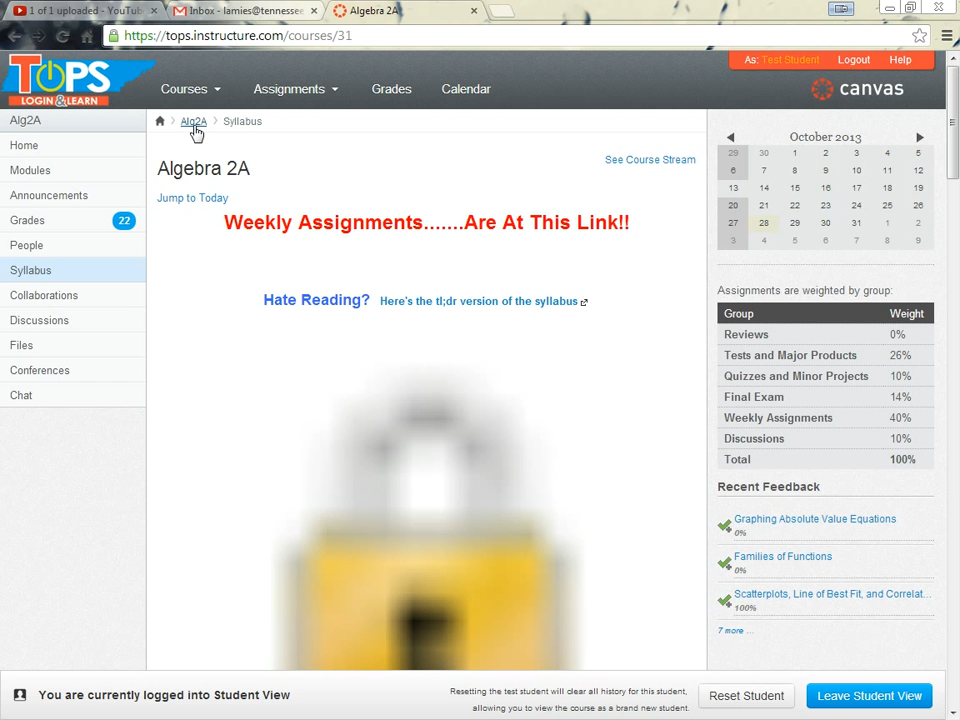 1 of 1 uploaded - YouTub
Inbox - lamies@tennessee
Algebra 2A
https://tops.instructure.com/courses/31
TOPS
LOGIN & LEARN
Courses
Assignments
Grades
Calendar
As: Test Student
Logout
Help
canvas
Alg2A
Home
Modules
Announcements
Grades 22
People
Syllabus
Collaborations
Discussions
Files
Conferences
Chat
Alg2A > Syllabus
Algebra 2A
See Course Stream
Jump to Today
Weekly Assignments.......Are At This Link!!
Hate Reading? Here's the tl;dr version of the syllabus
October 2013
29 30 1 2 3 4 5
6 7 8 9 10 11 12
13 14 15 16 17 18 19
20 21 22 23 24 25 26
27 28 29 30 31 1 2
3 4 5 6 7 8 9
Assignments are weighted by group:
Group Weight
Reviews 0%
Tests and Major Products 26%
Quizzes and Minor Projects 10%
Final Exam 14%
Weekly Assignments 40%
Discussions 10%
Total 100%
Recent Feedback
Graphing Absolute Value Equations
0%
Families of Functions
0%
Scatterplots, Line of Best Fit, and Correlat...
100%
7 more ...
You are currently logged into Student View
Resetting the test student will clear all history for this student,
allowing you to view the course as a brand new student.
Reset Student
Leave Student View